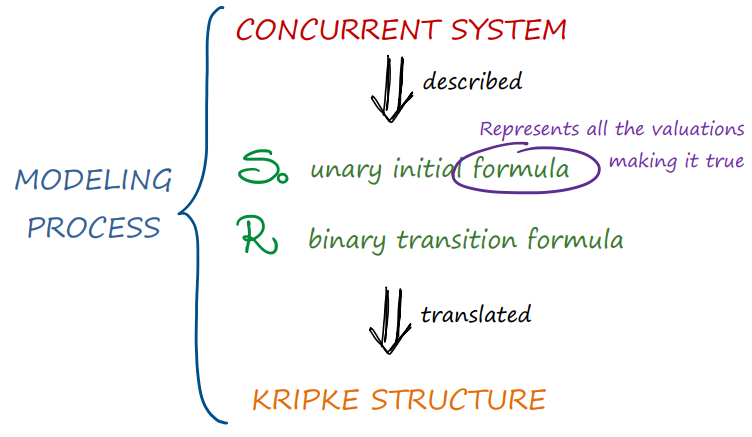 CONCURRENT SYSTEM
described
Represents all the valuations
making it true
S₀ unary initial formula
MODELING
PROCESS
R binary transition formula
translated
KRIPKE STRUCTURE